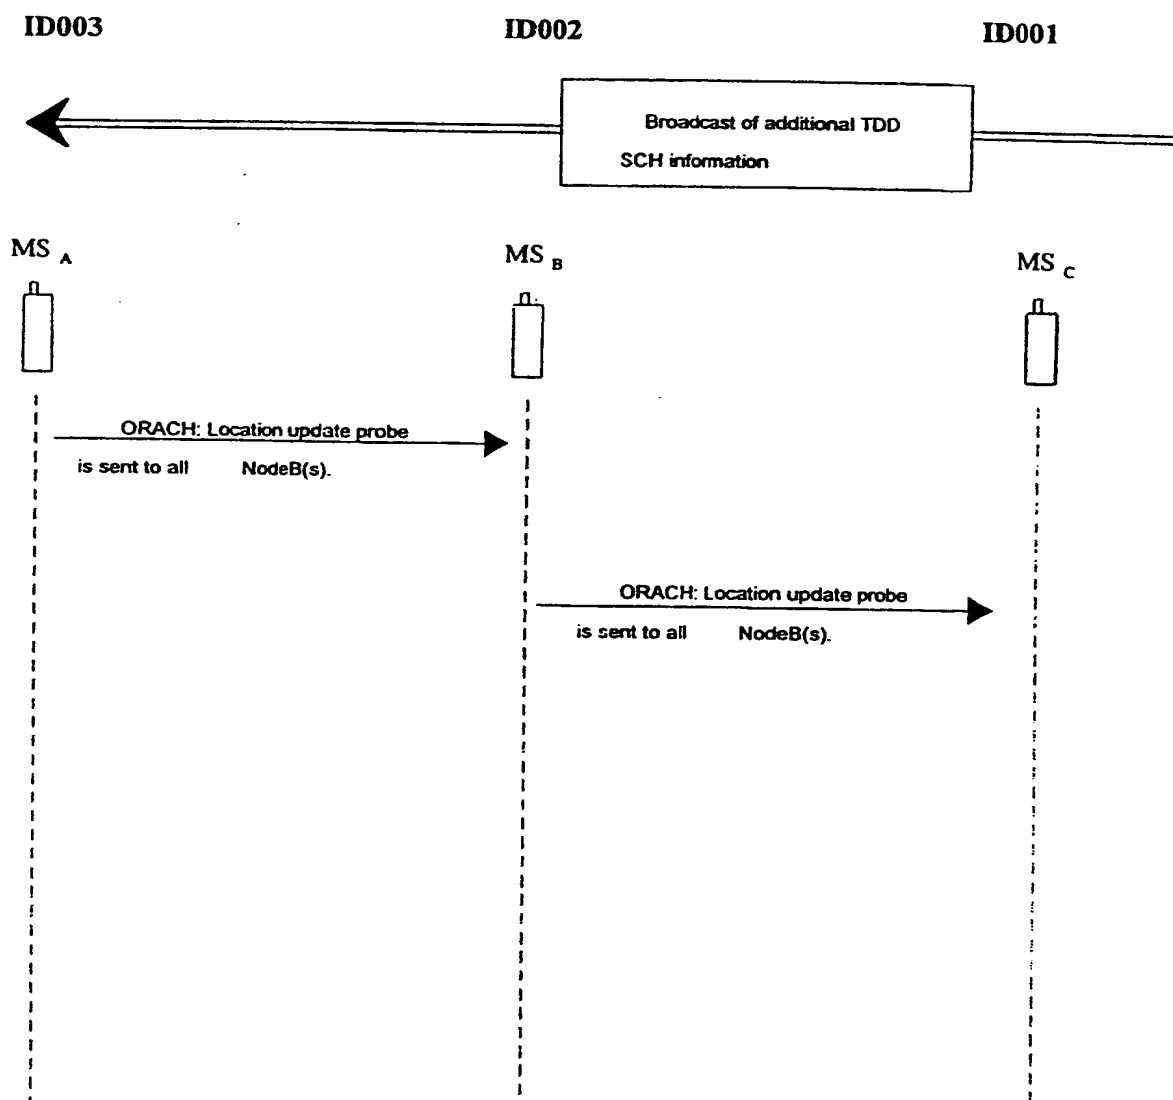 ID003 ID002 ID001
Broadcast of additional TDD
SCH information
MS A MS B MS C
ORACH: Location update probe
is sent to all NodeB(s).
ORACH: Location update probe
is sent to all NodeB(s).